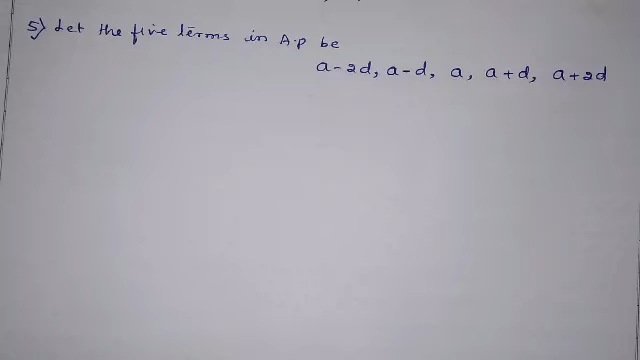 5) Let the five terms in A.P be
a-2d, a-d, a, a+d, a+2d